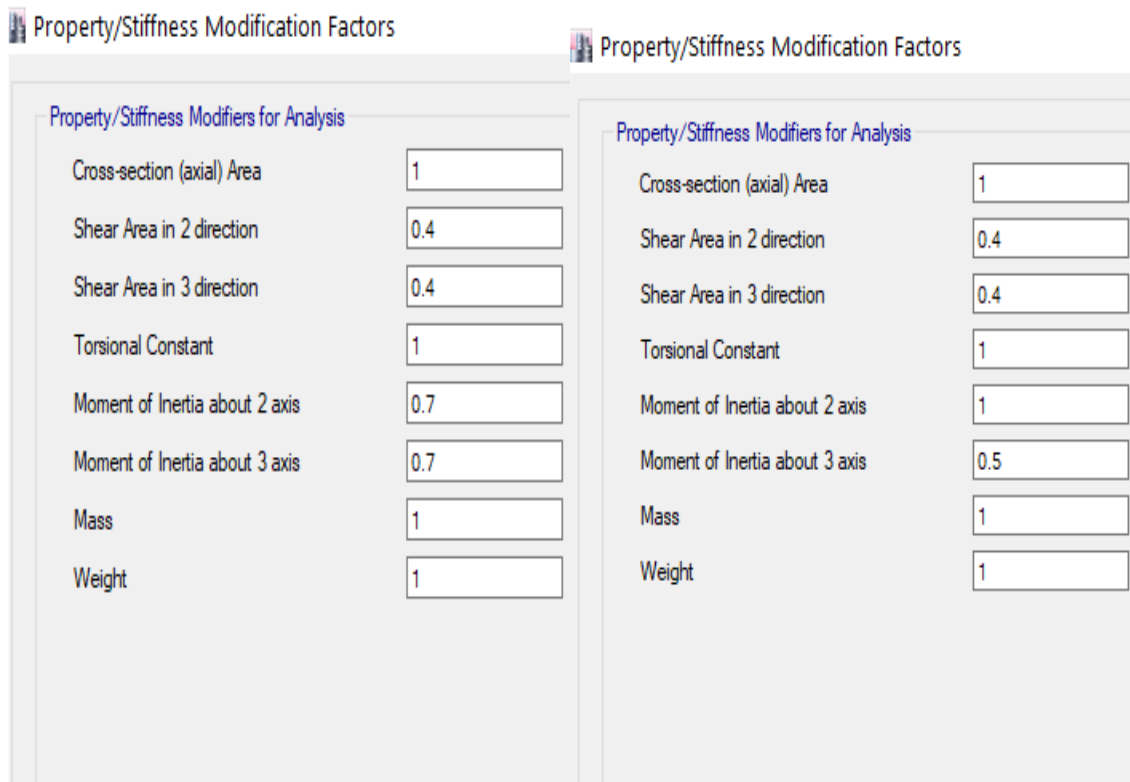 Property/Stiffness Modification Factors
Property/Stiffness Modifiers for Analysis
Cross-section (axial) Area 1
Shear Area in 2 direction 0.4
Shear Area in 3 direction 0.4
Torsional Constant 1
Moment of Inertia about 2 axis 0.7
Moment of Inertia about 3 axis 0.7
Mass 1
Weight 1
Property/Stiffness Modification Factors
Property/Stiffness Modifiers for Analysis
Cross-section (axial) Area 1
Shear Area in 2 direction 0.4
Shear Area in 3 direction 0.4
Torsional Constant 1
Moment of Inertia about 2 axis 1
Moment of Inertia about 3 axis 0.5
Mass 1
Weight 1